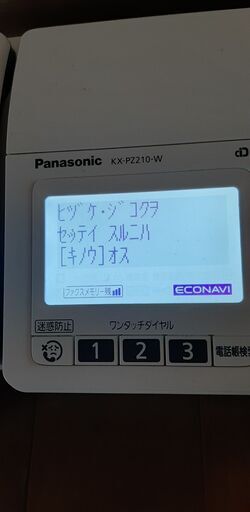 Panasonic KX-PZ210-W
ヒヅケ・ジコクヲ
セッテイ スルニハ
[キノウ]オス
ファクスメモリー残
ECONAVI
迷惑防止
ワンタッチダイヤル
1 2 3
電話帳検